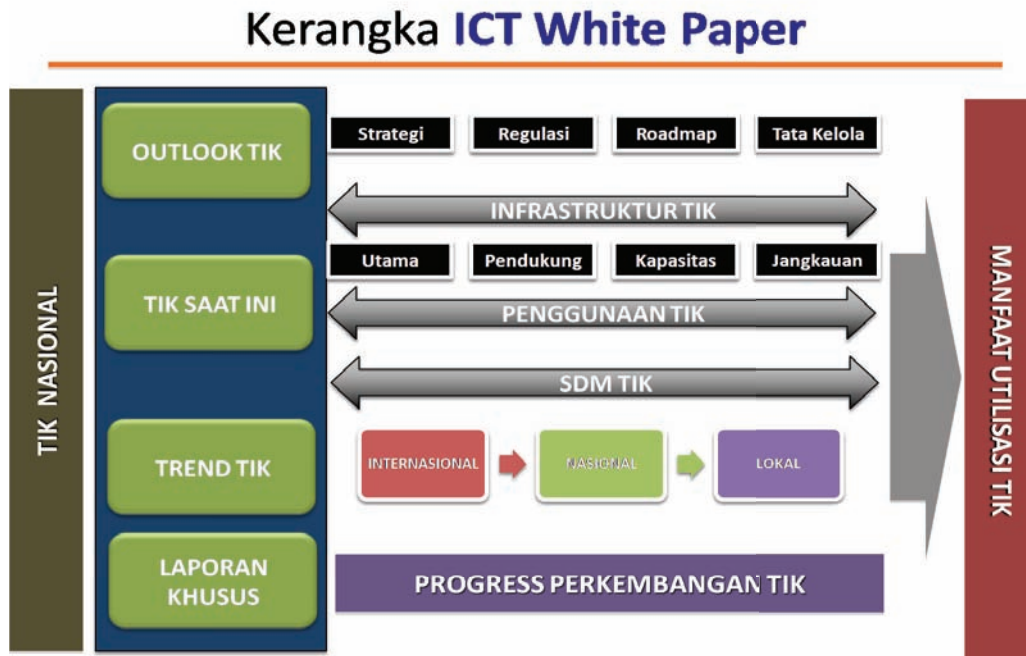 Kerangka ICT White Paper
TIK NASIONAL
OUTLOOK TIK
Strategi
Regulasi
Roadmap
Tata Kelola
INFRASTRUKTUR TIK
TIK SAAT INI
Utama
Pendukung
Kapasitas
Jangkauan
PENGGUNAAN TIK
SDM TIK
TREND TIK
INTERNASIONAL
NASIONAL
LOKAL
LAPORAN
KHUSUS
PROGRESS PERKEMBANGAN TIK
MANFAAT UTILISASI TIK